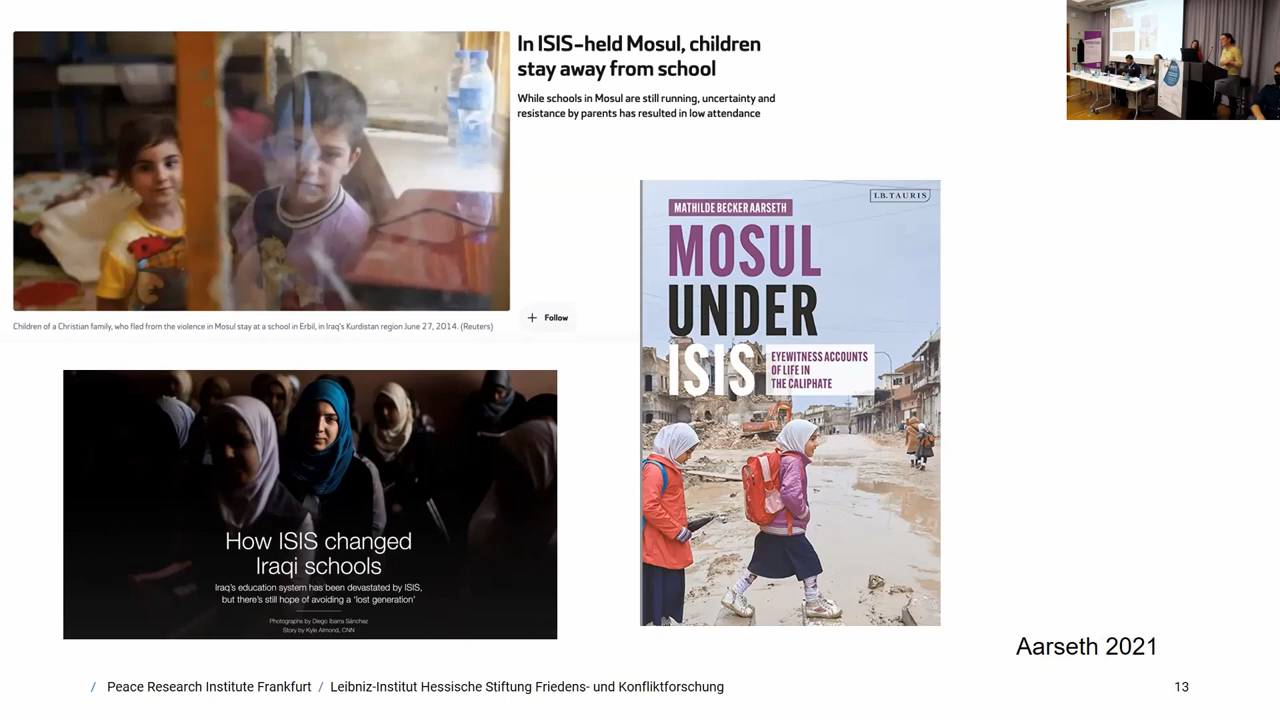 In ISIS-held Mosul, children
stay away from school
While schools in Mosul are still running, uncertainty and
resistance by parents has resulted in low attendance
+ Follow
Children of a Christian family, who fled from the violence in Mosul stay at a school in Erbil, in Iraq's Kurdistan region June 27, 2014. (Reuters)
I.B.TAURIS
MATHILDE BECKER AARSETH
MOSUL
UNDER
ISIS
EYEWITNESS ACCOUNTS
OF LIFE IN
THE CALIPHATE
How ISIS changed
Iraqi schools
Iraq's education system has been devastated by ISIS,
but there's still hope of avoiding a 'lost generation'
Photographs by Diego Ibarra Sánchez
Story by Kyle Almond, CNN
Aarseth 2021
/ Peace Research Institute Frankfurt / Leibniz-Institut Hessische Stiftung Friedens- und Konfliktforschung
13